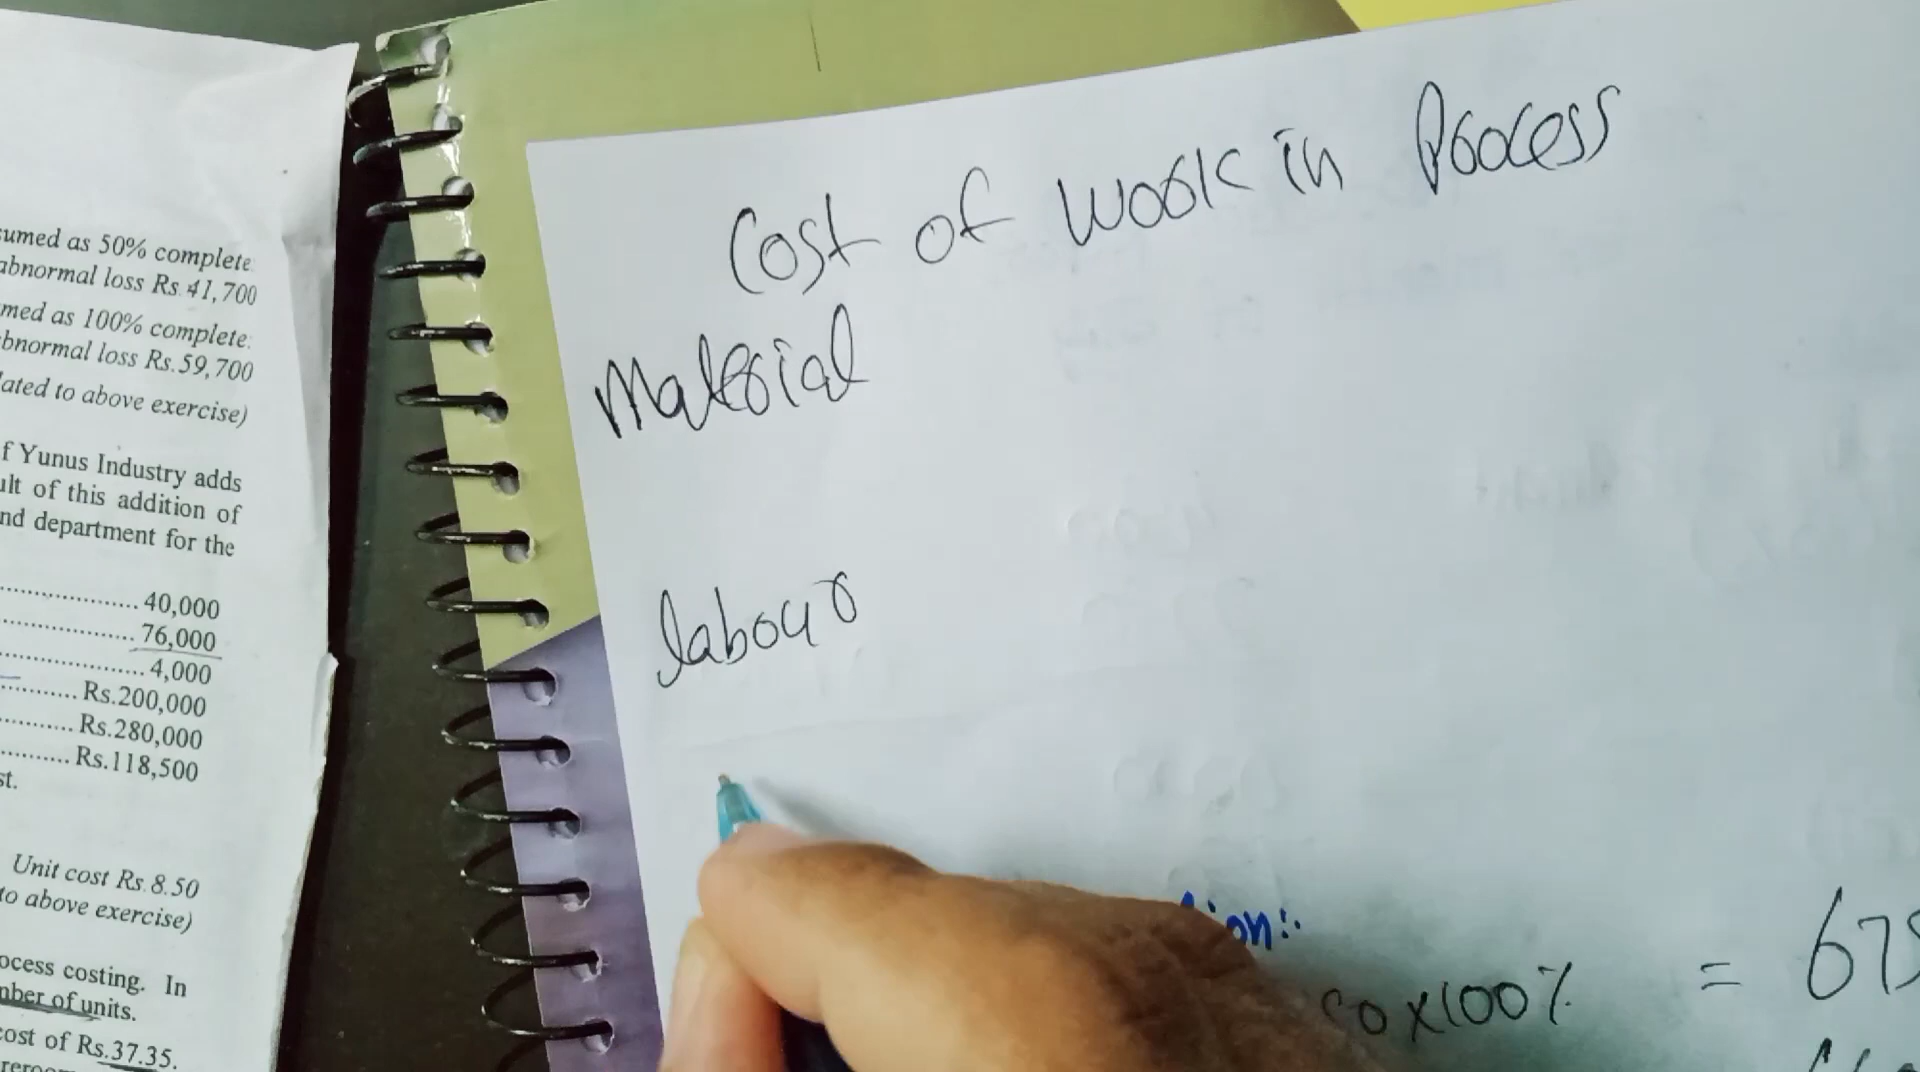 sumed as 50% complete:
abnormal loss Rs.41,700
med as 100% complete:
bnormal loss Rs.59,700
lated to above exercise)
f Yunus Industry adds
ult of this addition of
nd department for the
40,000
76,000
4,000
Rs.200,000
Rs.280,000
Rs.118,500
st.
Unit cost Rs.8.50
to above exercise)
ocess costing. In
nber of units.
cost of Rs.37.35.
Cost of work in Process
Material
labour
ion:.
0x100% = 675